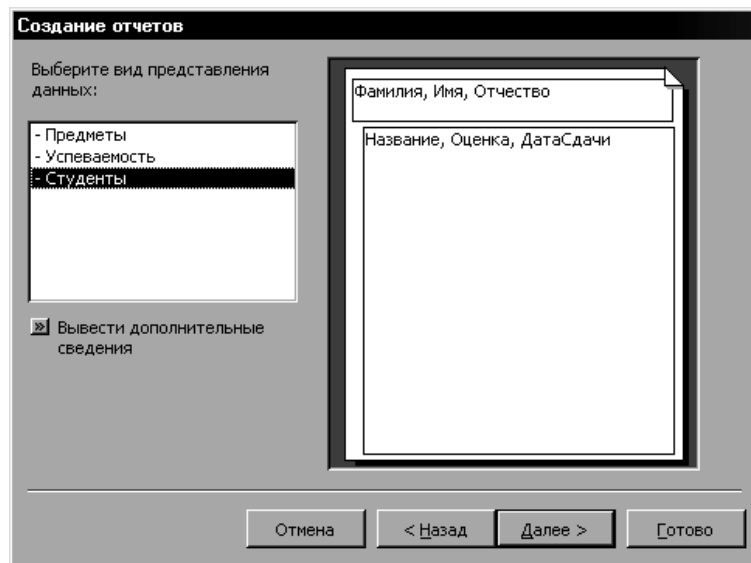 Создание отчетов
Выберите вид представления
данных:
- Предметы
- Успеваемость
- Студенты
Вывести дополнительные
сведения
Фамилия, Имя, Отчество
Название, Оценка, ДатаСдачи
Отмена
< Назад
Далее >
Готово